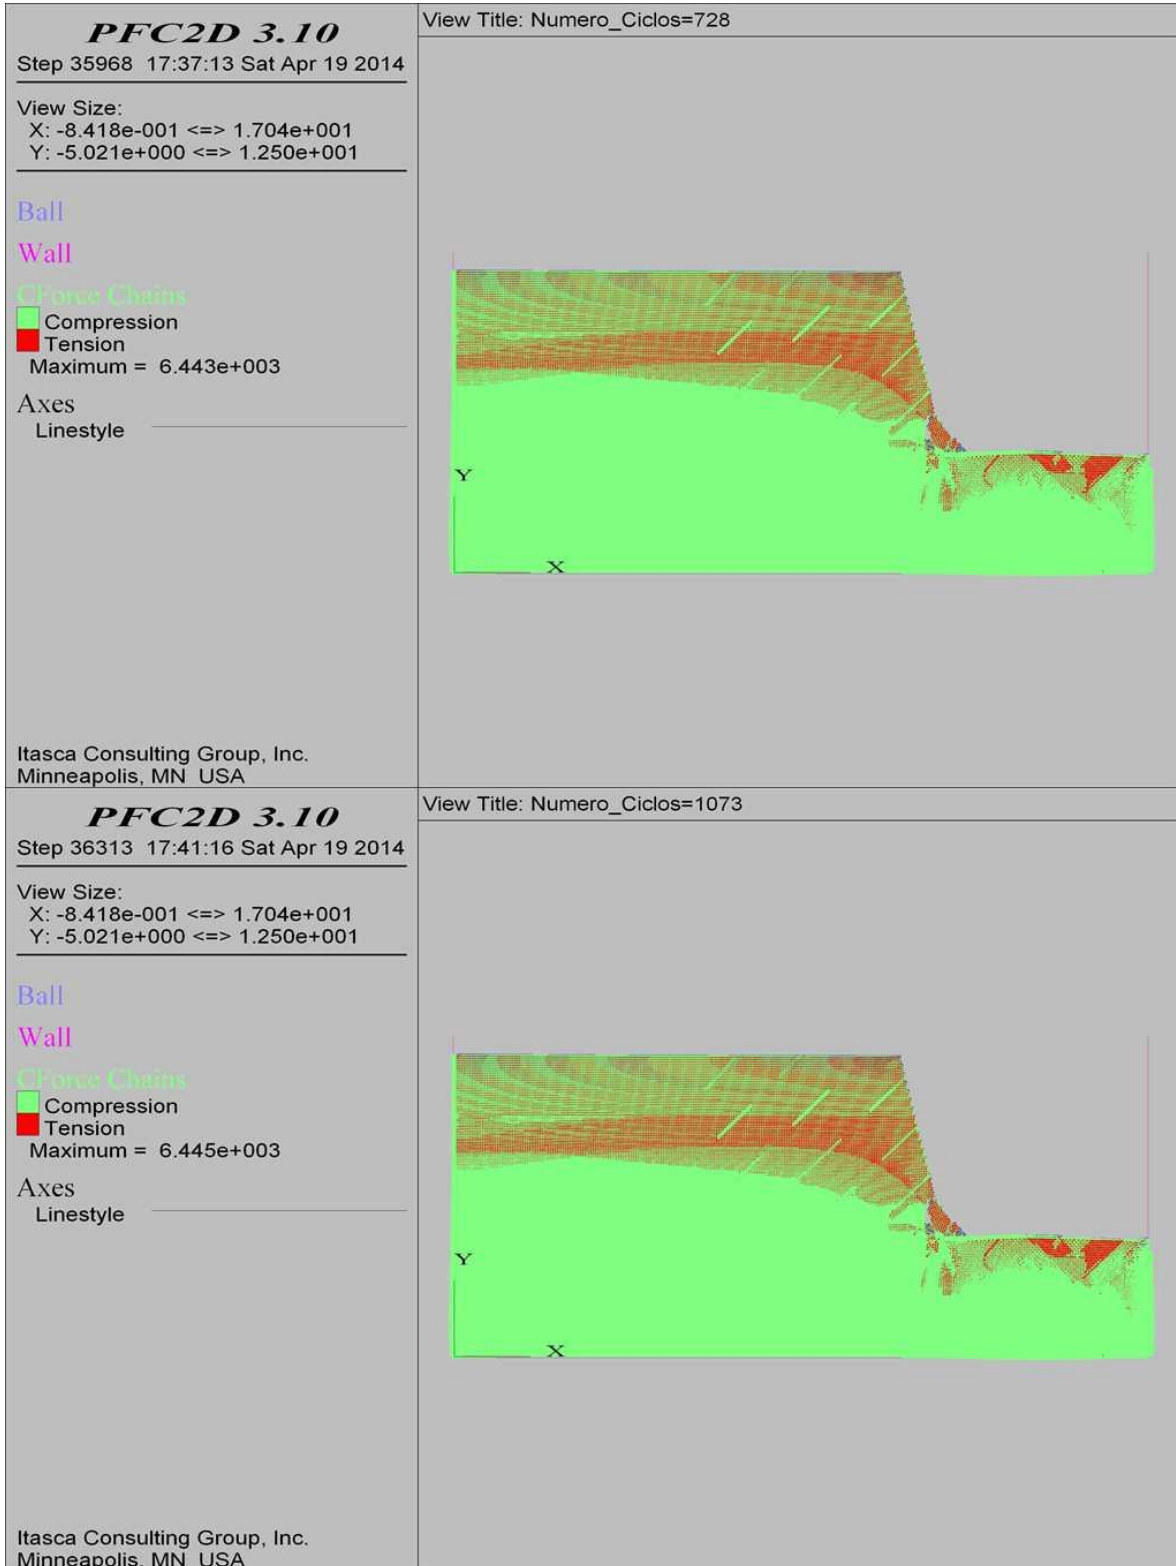 PFC2D 3.10
Step 35968 17:37:13 Sat Apr 19 2014
View Size:
X: -8.418e-001 <=> 1.704e+001
Y: -5.021e+000 <=> 1.250e+001
Ball
Wall
CForce Chains
Compression
Tension
Maximum = 6.443e+003
Axes
Linestyle
Itasca Consulting Group, Inc.
Minneapolis, MN USA
View Title: Numero_Ciclos=728
Y
X
PFC2D 3.10
Step 36313 17:41:16 Sat Apr 19 2014
View Size:
X: -8.418e-001 <=> 1.704e+001
Y: -5.021e+000 <=> 1.250e+001
Ball
Wall
CForce Chains
Compression
Tension
Maximum = 6.445e+003
Axes
Linestyle
Itasca Consulting Group, Inc.
Minneapolis, MN USA
View Title: Numero_Ciclos=1073
Y
X